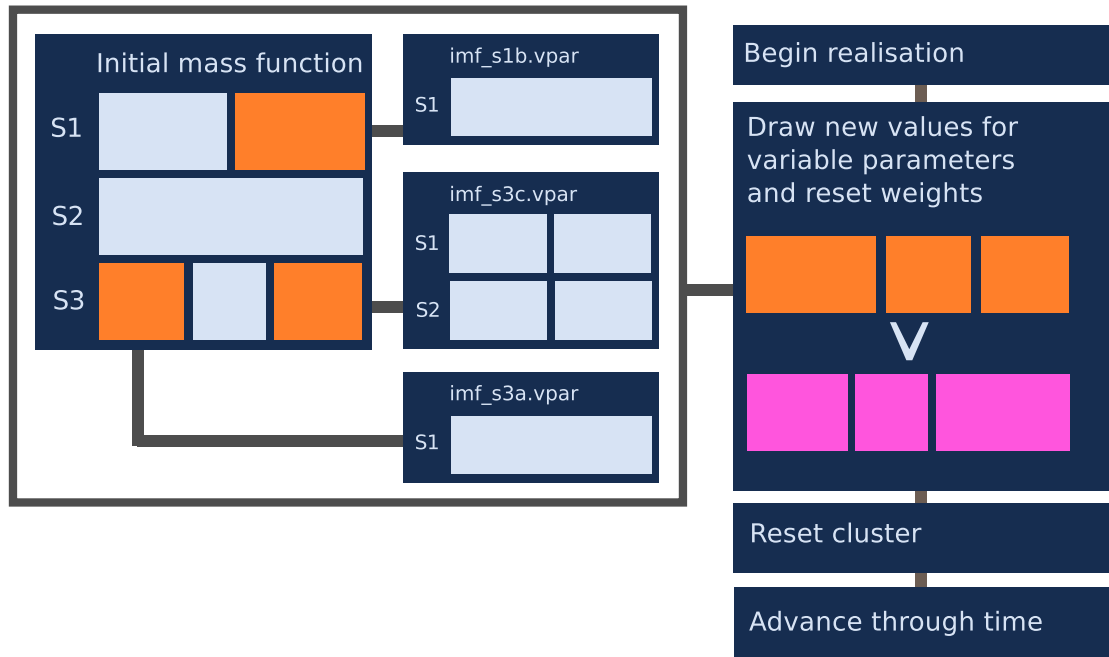 Initial mass function
S1
S2
S3
imf_s1b.vpar
S1
imf_s3c.vpar
S1
S2
imf_s3a.vpar
S1
Begin realisation
Draw new values for
variable parameters
and reset weights
Reset cluster
Advance through time